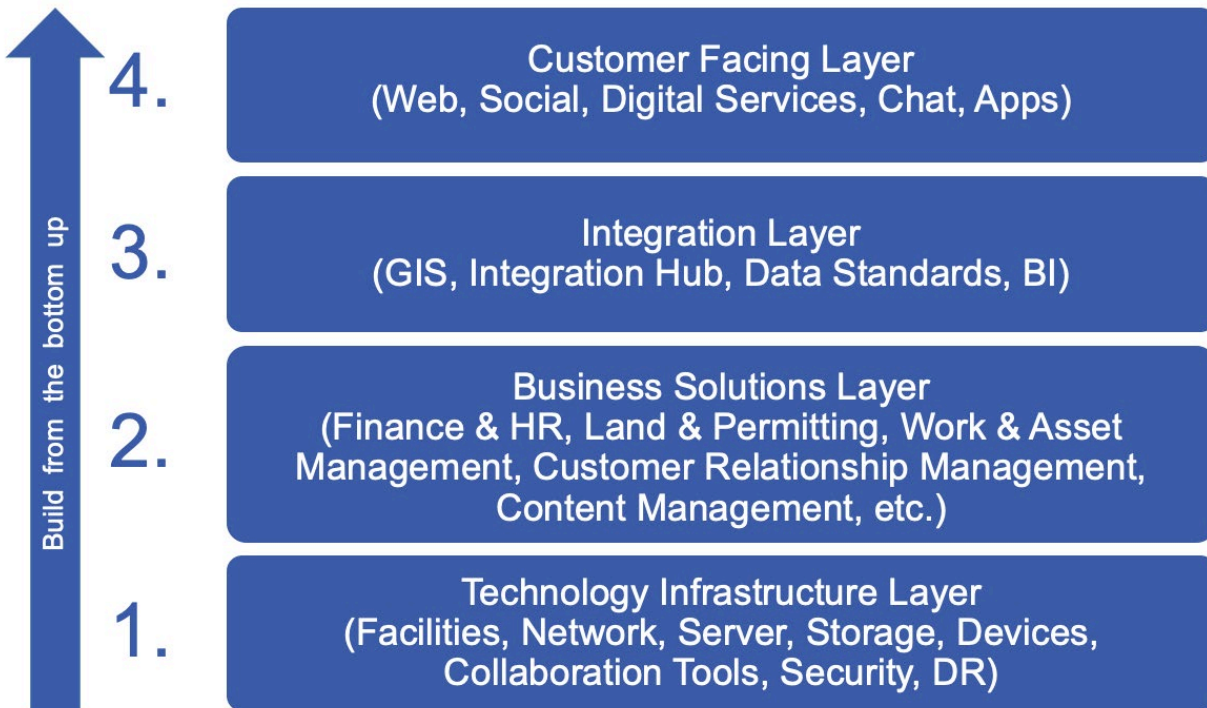 4.
Customer Facing Layer
(Web, Social, Digital Services, Chat, Apps)
3.
Integration Layer
(GIS, Integration Hub, Data Standards, BI)
2.
Business Solutions Layer
(Finance & HR, Land & Permitting, Work & Asset
Management, Customer Relationship Management,
Content Management, etc.)
1.
Technology Infrastructure Layer
(Facilities, Network, Server, Storage, Devices,
Collaboration Tools, Security, DR)
Build from the bottom up